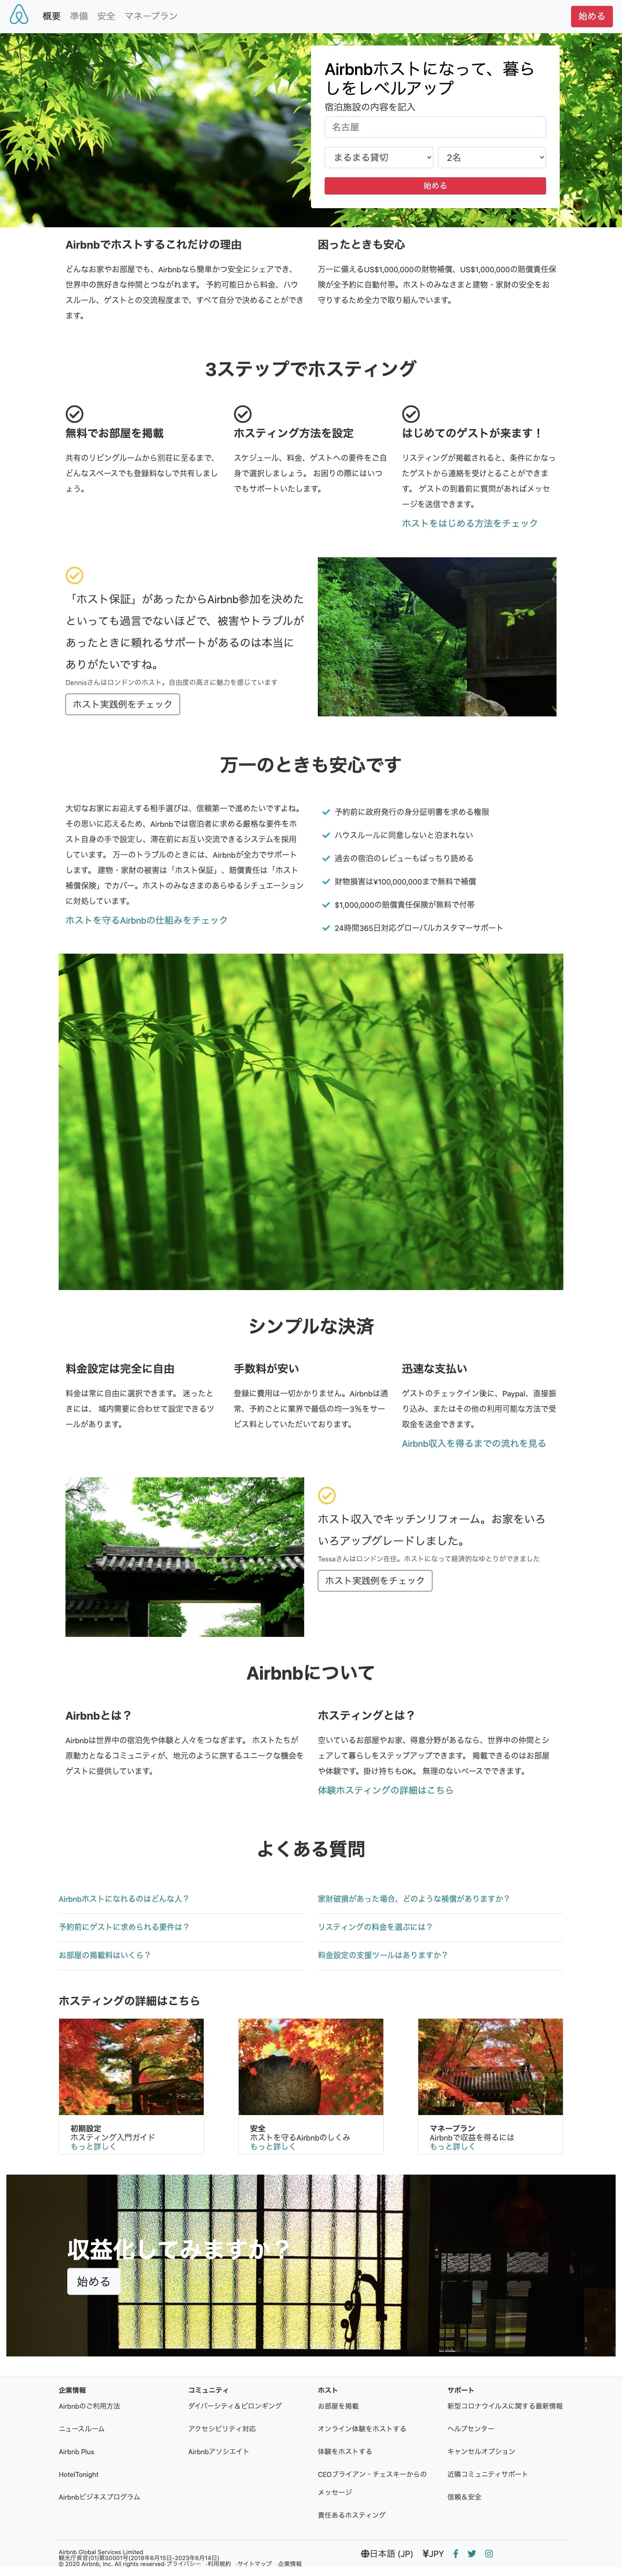 概要 準備 安全 マネープラン 始める
Airbnbホストになって、暮ら
しをレベルアップ
宿泊施設の内容を記入
名古屋
まるまる貸切 2名
始める
Airbnbでホストするこれだけの理由
どんなお家やお部屋でも、Airbnbなら簡単かつ安全にシェアでき、
世界中の旅好きな仲間とつながれます。 予約可能日から料金、ハウ
スルール、ゲストとの交流程度まで、すべて自分で決めることができ
ます。
困ったときも安心
万一に備えるUS$1,000,000の財物補償、US$1,000,000の賠償責任保
険が全予約に自動付帯。ホストのみなさまと建物・家財の安全をお
守りするため全力で取り組んでいます。
3ステップでホスティング
無料でお部屋を掲載
共有のリビングルームから別荘に至るまで、
どんなスペースでも登録料なしで共有しまし
ょう。
ホスティング方法を設定
スケジュール、料金、ゲストへの要件をご自
身で選択しましょう。 お困りの際にはいつ
でもサポートいたします。
はじめてのゲストが来ます！
リスティングが掲載されると、条件にかなっ
たゲストから連絡を受けとることができま
す。 ゲストの到着前に質問があればメッセ
ージを送信できます。
ホストをはじめる方法をチェック
「ホスト保証」があったからAirbnb参加を決めた
といっても過言でないほどで、被害やトラブルが
あったときに頼れるサポートがあるのは本当に
ありがたいですね。
Dennisさんはロンドンのホスト。自由度の高さに魅力を感じています
ホスト実践例をチェック
万一のときも安心です
大切なお家にお迎えする相手選びは、信頼第一で進めたいですよね。
その思いに応えるため、Airbnbでは宿泊者に求める厳格な要件をホ
スト自身の手で設定し、滞在前にお互い交流できるシステムを採用
しています。 万一のトラブルのときには、Airbnbが全力でサポート
します。 建物・家財の被害は「ホスト保証」、賠償責任は「ホスト
補償保険」でカバー。ホストのみなさまのあらゆるシチュエーション
に対処しています。
ホストを守るAirbnbの仕組みをチェック
予約前に政府発行の身分証明書を求める権限
ハウスルールに同意しないと泊まれない
過去の宿泊のレビューもばっちり読める
財物損害は¥100,000,000まで無料で補償
$1,000,000の賠償責任保険が無料で付帯
24時間365日対応グローバルカスタマーサポート
シンプルな決済
料金設定は完全に自由
料金は常に自由に選択できます。 迷ったと
きには、 域内需要に合わせて設定できるツ
ールがあります。
手数料が安い
登録に費用は一切かかりません。Airbnbは通
常、予約ごとに業界で最低の均一3％をサー
ビス料としていただいております。
迅速な支払い
ゲストのチェックイン後に、Paypal、直接振
り込み、またはその他の利用可能な方法で受
取金を送金できます。
Airbnb収入を得るまでの流れを見る
ホスト収入でキッチンリフォーム。お家をいろ
いろアップグレードしました。
Tessaさんはロンドン在住。ホストになって経済的なゆとりができました
ホスト実践例をチェック
Airbnbについて
Airbnbとは？
Airbnbは世界中の宿泊先や体験と人々をつなぎます。 ホストたちが
原動力となるコミュニティが、地元のように旅するユニークな機会を
ゲストに提供しています。
ホスティングとは？
空いているお部屋やお家、得意分野があるなら、世界中の仲間とシ
ェアして暮らしをステップアップできます。 掲載できるのはお部屋
や体験です。掛け持ちもOK。 無理のないペースでできます。
体験ホスティングの詳細はこちら
よくある質問
Airbnbホストになれるのはどんな人？
予約前にゲストに求められる要件は？
お部屋の掲載料はいくら？
家財破損があった場合、どのような補償がありますか？
リスティングの料金を選ぶには？
料金設定の支援ツールはありますか？
ホスティングの詳細はこちら
初期設定
ホスティング入門ガイド
もっと詳しく
安全
ホストを守るAirbnbのしくみ
もっと詳しく
マネープラン
Airbnbで収益を得るには
もっと詳しく
収益化してみますか？
始める
企業情報
Airbnbのご利用方法
ニュースルーム
Airbnb Plus
HotelTonight
Airbnbビジネスプログラム
コミュニティ
ダイバーシティ＆ビロンギング
アクセシビリティ対応
Airbnbアソシエイト
ホスト
お部屋を掲載
オンライン体験をホストする
体験をホストする
CEOブライアン・チェスキーからの
メッセージ
責任あるホスティング
サポート
新型コロナウイルスに関する最新情報
ヘルプセンター
キャンセルオプション
近隣コミュニティサポート
信頼＆安全
Airbnb Global Services Limited
観光庁長官(01)第S0001号(2018年6月15日-2023年6月14日)
© 2020 Airbnb, Inc. All rights reserved·プライバシー ·利用規約 ·サイトマップ ·企業情報
日本語 (JP) ¥JPY